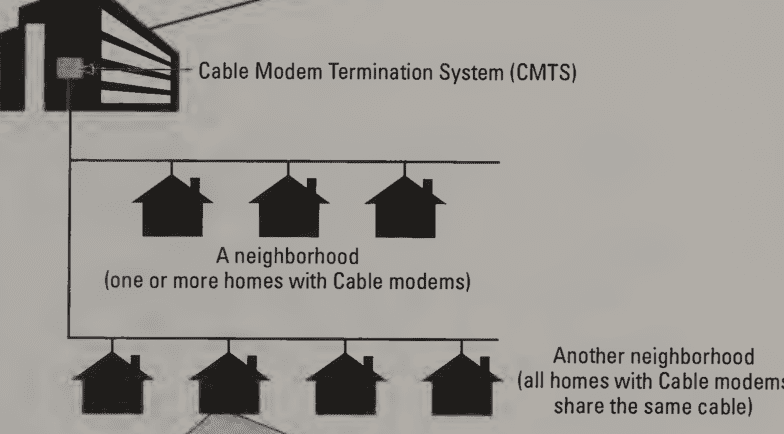 Cable Modem Termination System (CMTS)
A neighborhood
(one or more homes with Cable modems)
Another neighborhood
(all homes with Cable modems
share the same cable)